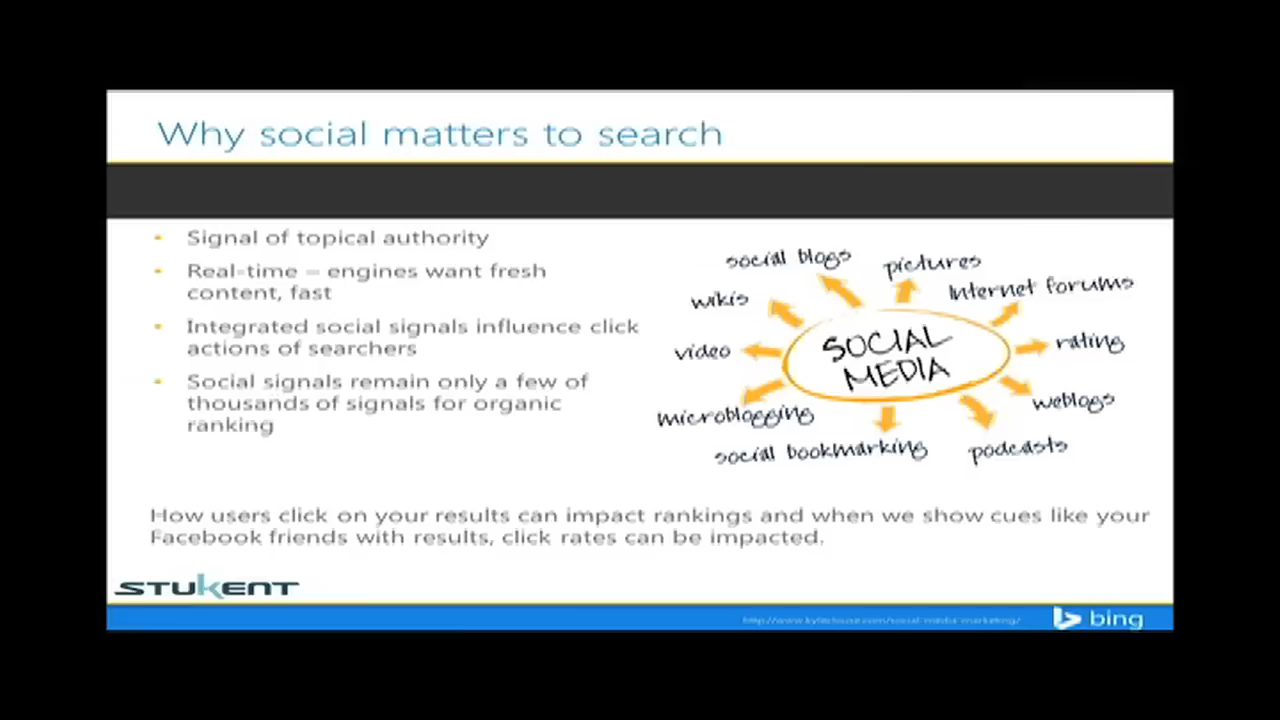 Why social matters to search
Signal of topical authority
Real-time – engines want fresh
content, fast
Integrated social signals influence click
actions of searchers
Social signals remain only a few of
thousands of signals for organic
ranking
social blogs
pictures
wikis
Internet forums
SOCIAL
MEDIA
video
rating
microblogging
weblogs
social bookmarking
podcasts
How users click on your results can impact rankings and when we show cues like your
Facebook friends with results, click rates can be impacted.
STUKENT
bing